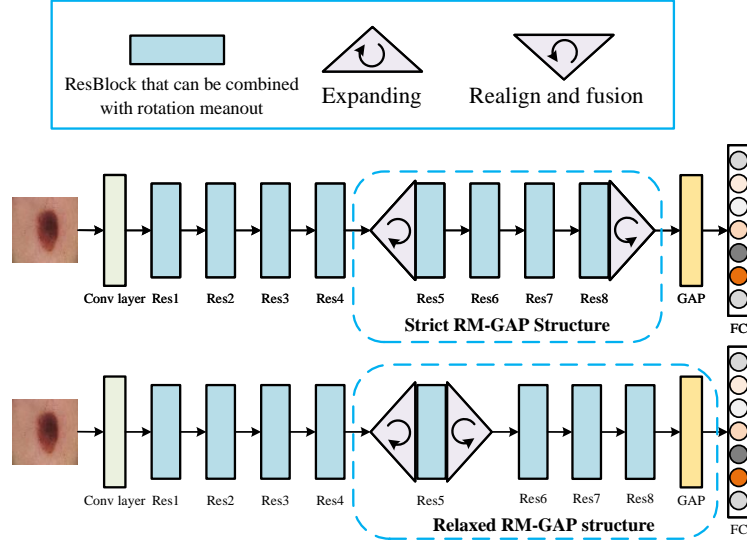 ResBlock that can be combined
with rotation meanout
Expanding
Realign and fusion
Conv layer Res1 Res2 Res3 Res4 Res5 Res6 Res7 Res8 GAP
Strict RM-GAP Structure
FC
Conv layer Res1 Res2 Res3 Res4 Res5 Res6 Res7 Res8 GAP
Relaxed RM-GAP structure
FC